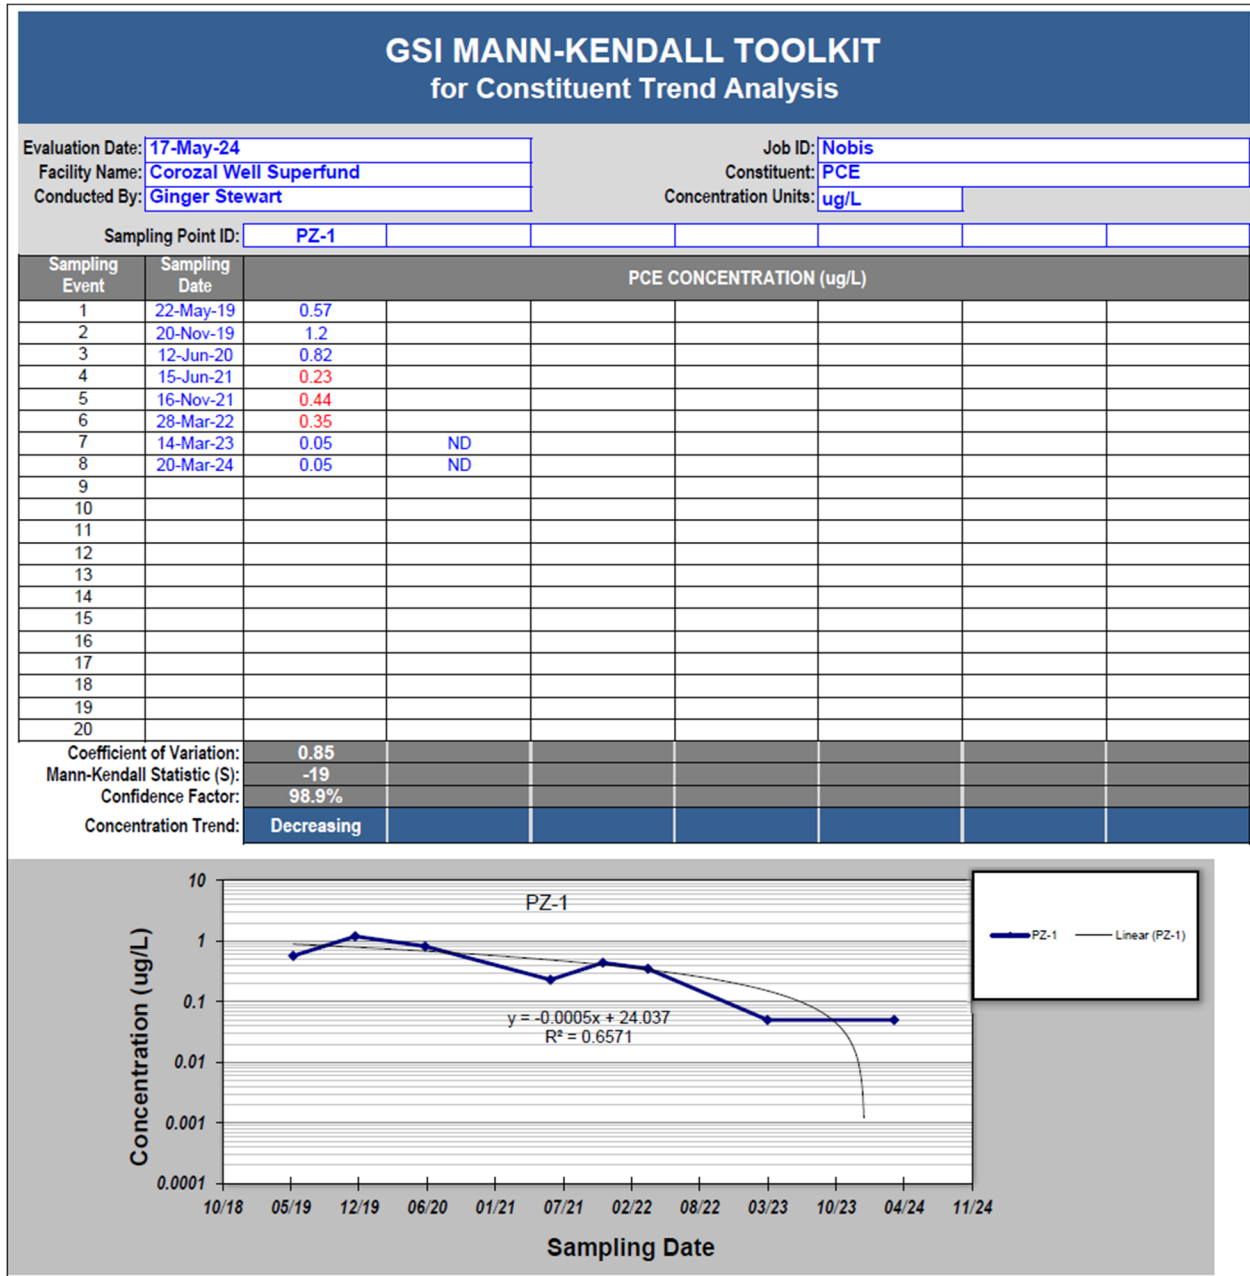 GSI MANN-KENDALL TOOLKIT
for Constituent Trend Analysis
Evaluation Date: 17-May-24 Job ID: Nobis
Facility Name: Corozal Well Superfund Constituent: PCE
Conducted By: Ginger Stewart Concentration Units: ug/L
Sampling Point ID: PZ-1
Sampling Event Sampling Date PCE CONCENTRATION (ug/L)
1 22-May-19 0.57
2 20-Nov-19 1.2
3 12-Jun-20 0.82
4 15-Jun-21 0.23
5 16-Nov-21 0.44
6 28-Mar-22 0.35
7 14-Mar-23 0.05 ND
8 20-Mar-24 0.05 ND
9
10
11
12
13
14
15
16
17
18
19
20
Coefficient of Variation: 0.85
Mann-Kendall Statistic (S): -19
Confidence Factor: 98.9%
Concentration Trend: Decreasing
PZ-1
Concentration (ug/L)
10
1
0.1
0.01
0.001
0.0001
y = -0.0005x + 24.037
R² = 0.6571
10/18 05/19 12/19 06/20 01/21 07/21 02/22 08/22 03/23 10/23 04/24 11/24
Sampling Date
PZ-1 Linear (PZ-1)